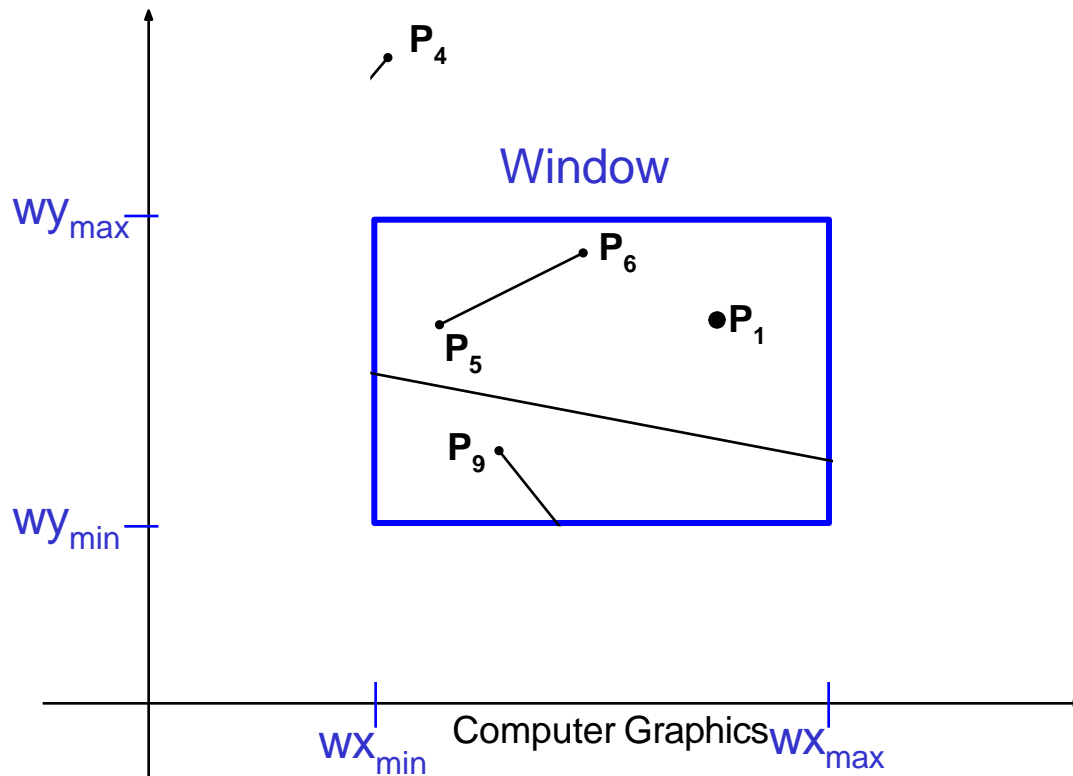 P4
Window
wymax
P6
P1
P5
P9
wymin
wxmin
Computer Graphics
wxmax